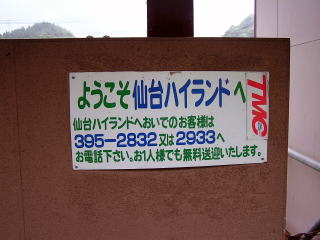 ようこそ仙台ハイランドへ
TMC
仙台ハイランドへおいでのお客様は
395-2832又は2933へ
お電話下さい。お1人様でも無料送迎いたします。